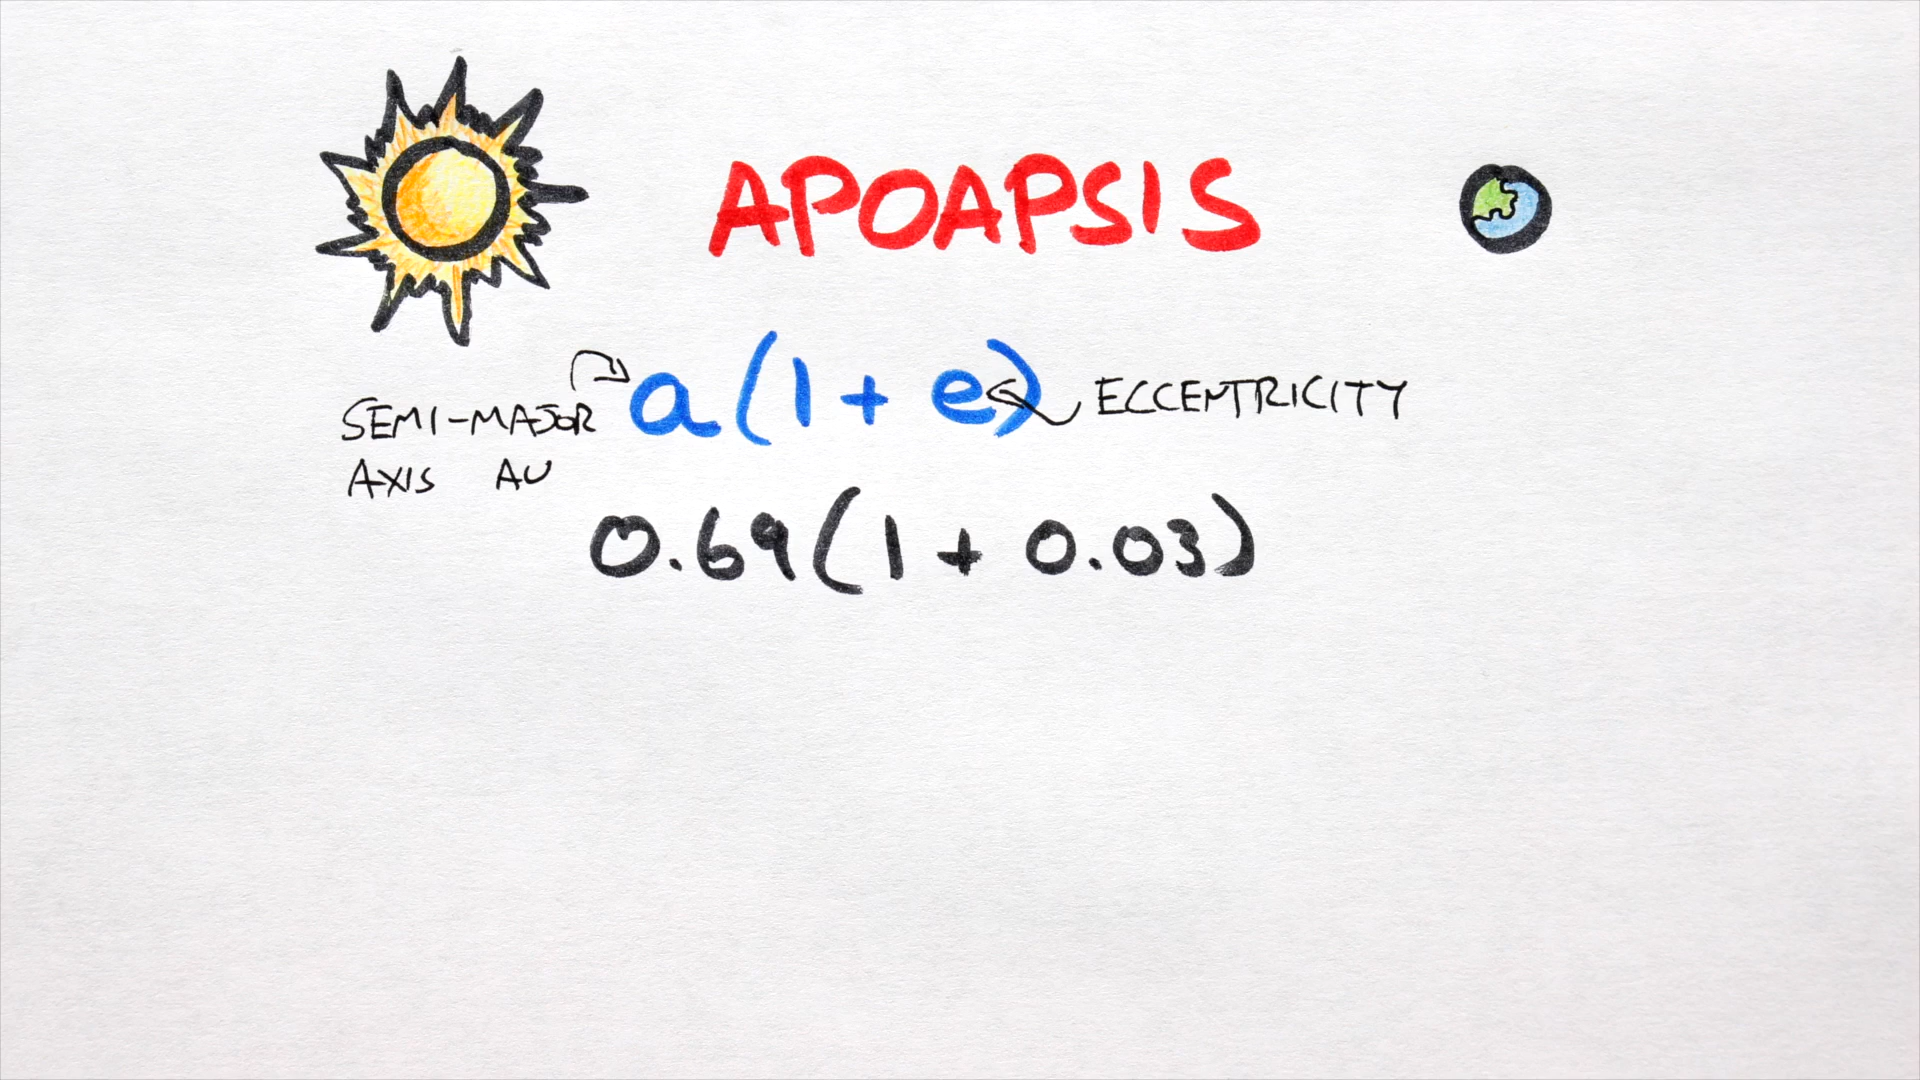 APOAPSIS
a(1+e)
ECCENTRICITY
SEMI-MAJOR
AXIS AU
0.69(1+0.03)